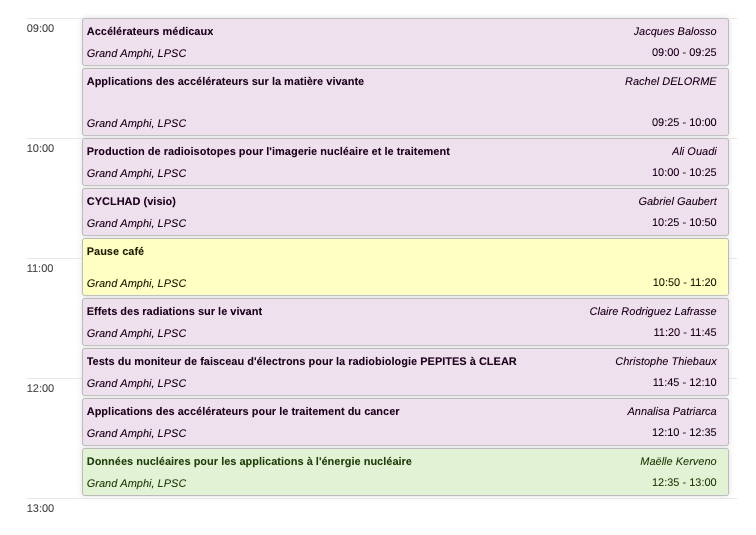 09:00
Accélérateurs médicaux Jacques Balosso
Grand Amphi, LPSC 09:00 - 09:25
Applications des accélérateurs sur la matière vivante Rachel DELORME
Grand Amphi, LPSC 09:25 - 10:00
10:00
Production de radioisotopes pour l'imagerie nucléaire et le traitement Ali Ouadi
Grand Amphi, LPSC 10:00 - 10:25
CYCLHAD (visio) Gabriel Gaubert
Grand Amphi, LPSC 10:25 - 10:50
Pause café
11:00
Grand Amphi, LPSC 10:50 - 11:20
Effets des radiations sur le vivant Claire Rodriguez Lafrasse
Grand Amphi, LPSC 11:20 - 11:45
Tests du moniteur de faisceau d'électrons pour la radiobiologie PEPITES à CLEAR Christophe Thiebaux
Grand Amphi, LPSC 11:45 - 12:10
12:00
Applications des accélérateurs pour le traitement du cancer Annalisa Patriarca
Grand Amphi, LPSC 12:10 - 12:35
Données nucléaires pour les applications à l'énergie nucléaire Maëlle Kerveno
Grand Amphi, LPSC 12:35 - 13:00
13:00